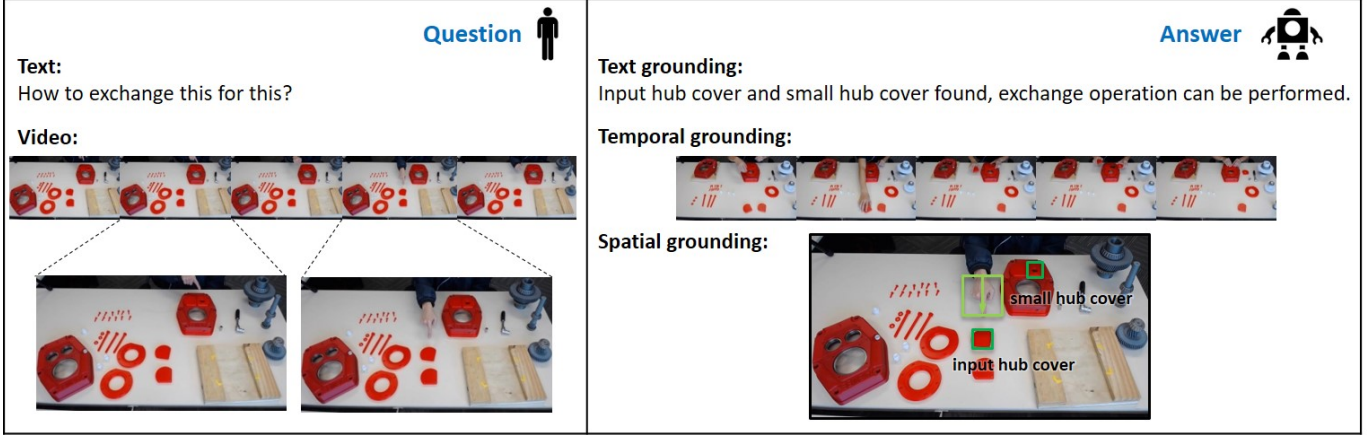 Question
Text:
How to exchange this for this?
Video:
Answer
Text grounding:
Input hub cover and small hub cover found, exchange operation can be performed.
Temporal grounding:
Spatial grounding:
small hub cover
input hub cover